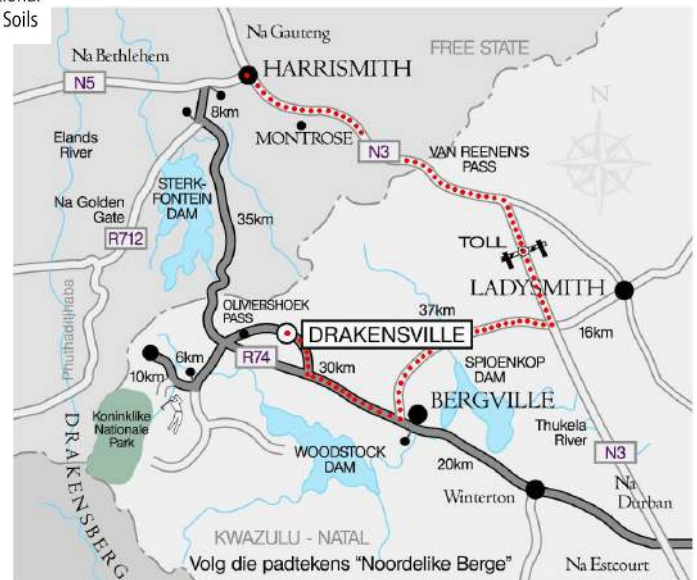 Soils
Na Gauteng
FREE STATE
Na Bethlehem
HARRISMITH
N5
8km
MONTROSE
N3
N
Elands
River
VAN REENEN'S
PASS
STERK-
FONTEIN
DAM
Na Golden
Gate
R712
35km
TOLL
LADYSMITH
Phuthaditjhaba
OLIVIERSHOEK
PASS
37km
DRAKENSVILLE
16km
6km
10km
R74
30km
SPIOENKOP
DAM
BERGVILLE
Koninklike
Nationale
Park
DRAKENSBERG
WOODSTOCK
DAM
Thukela
River
N3
20km
Winterton
Na
Durban
KWAZULU - NATAL
Volg die padtekens “Noordelike Berge”
Na Estcourt